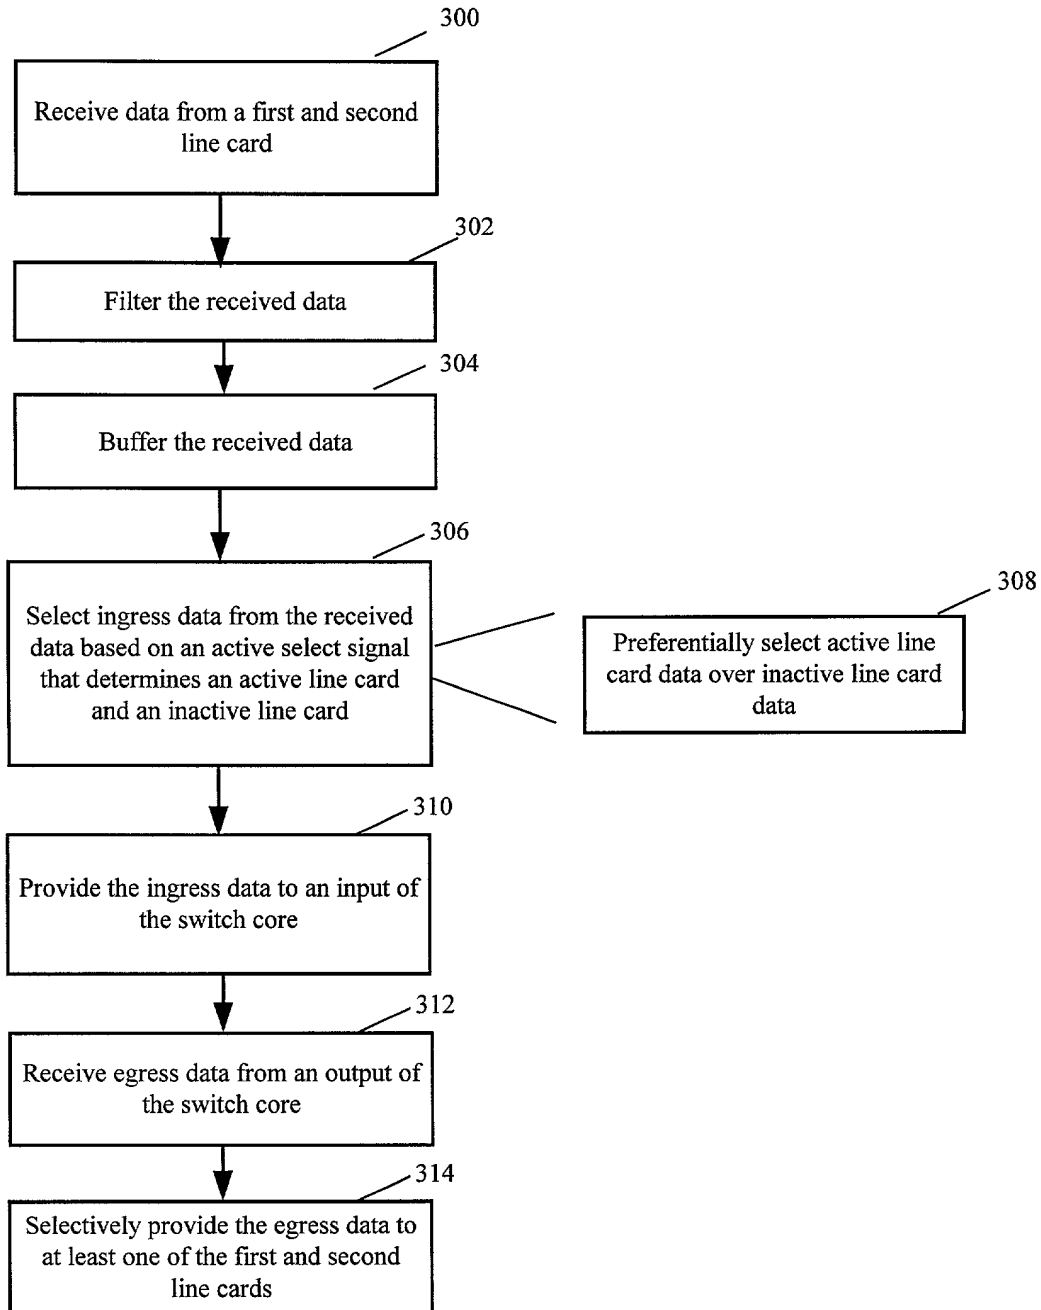 300
Receive data from a first and second
line card
302
Filter the received data
304
Buffer the received data
306
Select ingress data from the received
data based on an active select signal
that determines an active line card
and an inactive line card
308
Preferentially select active line
card data over inactive line card
data
310
Provide the ingress data to an input of
the switch core
312
Receive egress data from an output of
the switch core
314
Selectively provide the egress data to
at least one of the first and second
line cards